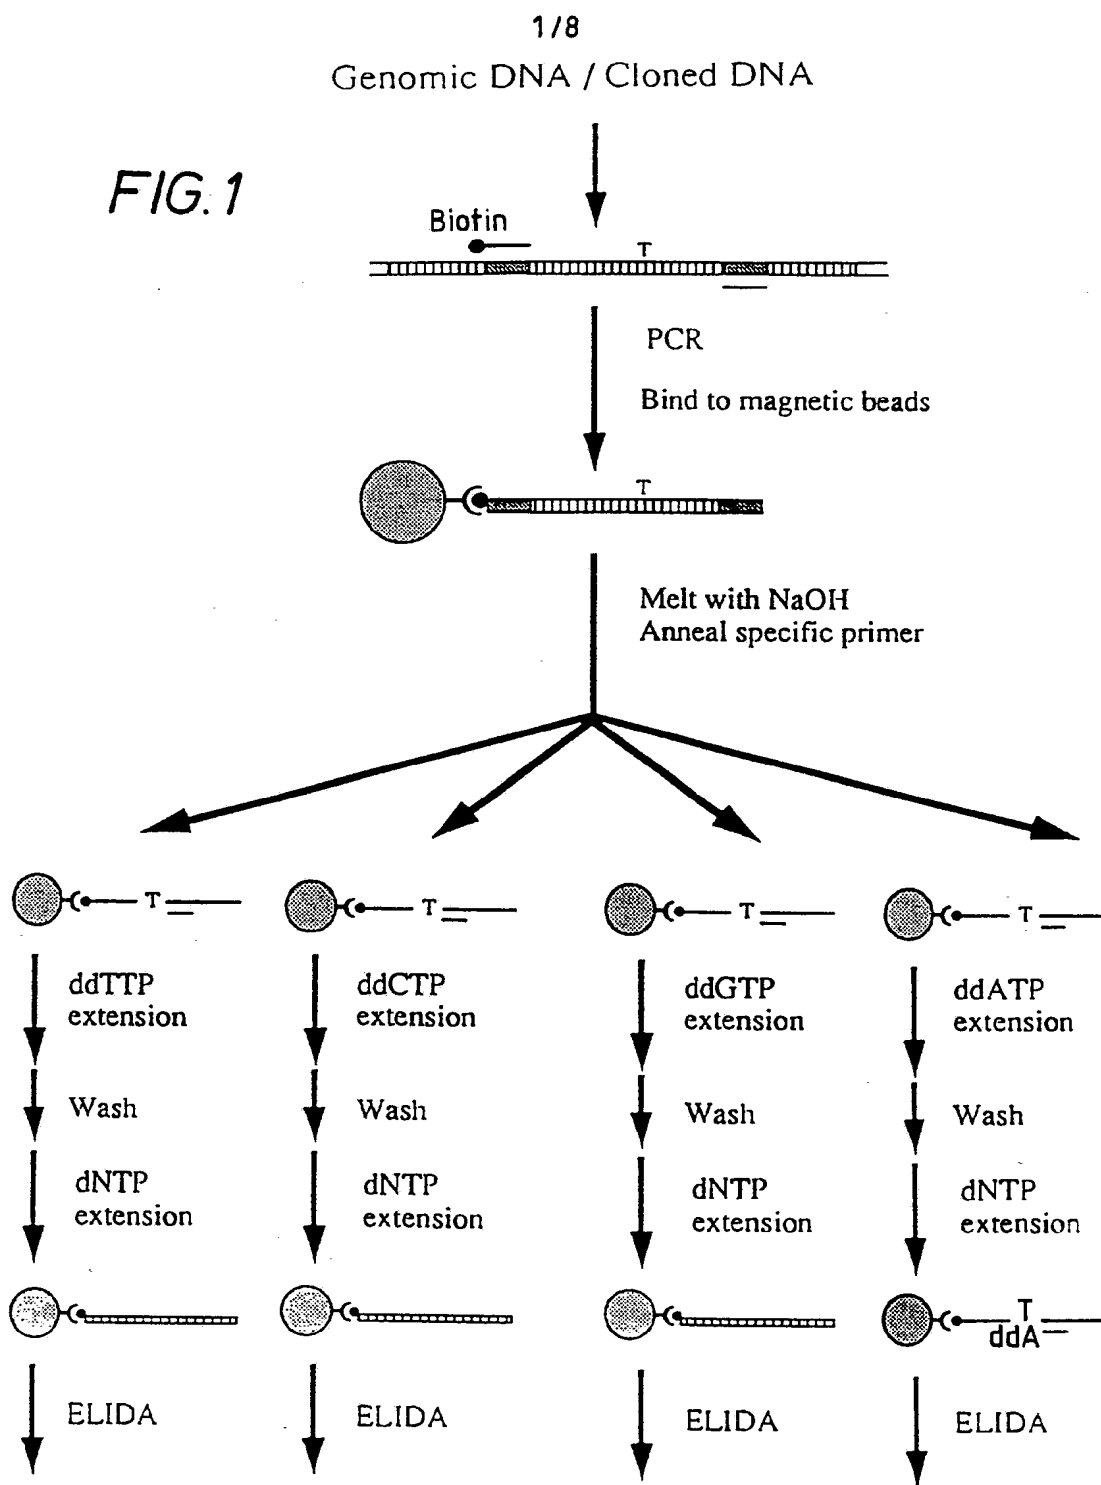 1/8
Genomic DNA / Cloned DNA
FIG. 1
Biotin
T
PCR
Bind to magnetic beads
T
Melt with NaOH
Anneal specific primer
T
T
T
T
ddTTP
extension
ddCTP
extension
ddGTP
extension
ddATP
extension
Wash
Wash
Wash
Wash
dNTP
extension
dNTP
extension
dNTP
extension
dNTP
extension
T
ddA
ELIDA
ELIDA
ELIDA
ELIDA